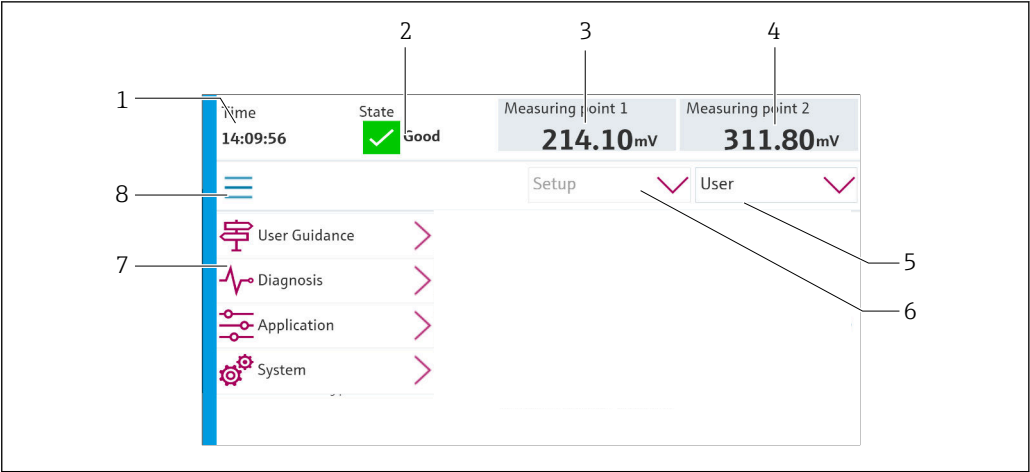 2 3 4
1
Time State Measuring point 1 Measuring point 2
14:09:56 Good 214.10mV 311.80mV
8 Setup User
User Guidance
7 Diagnosis 5
6
Application
System